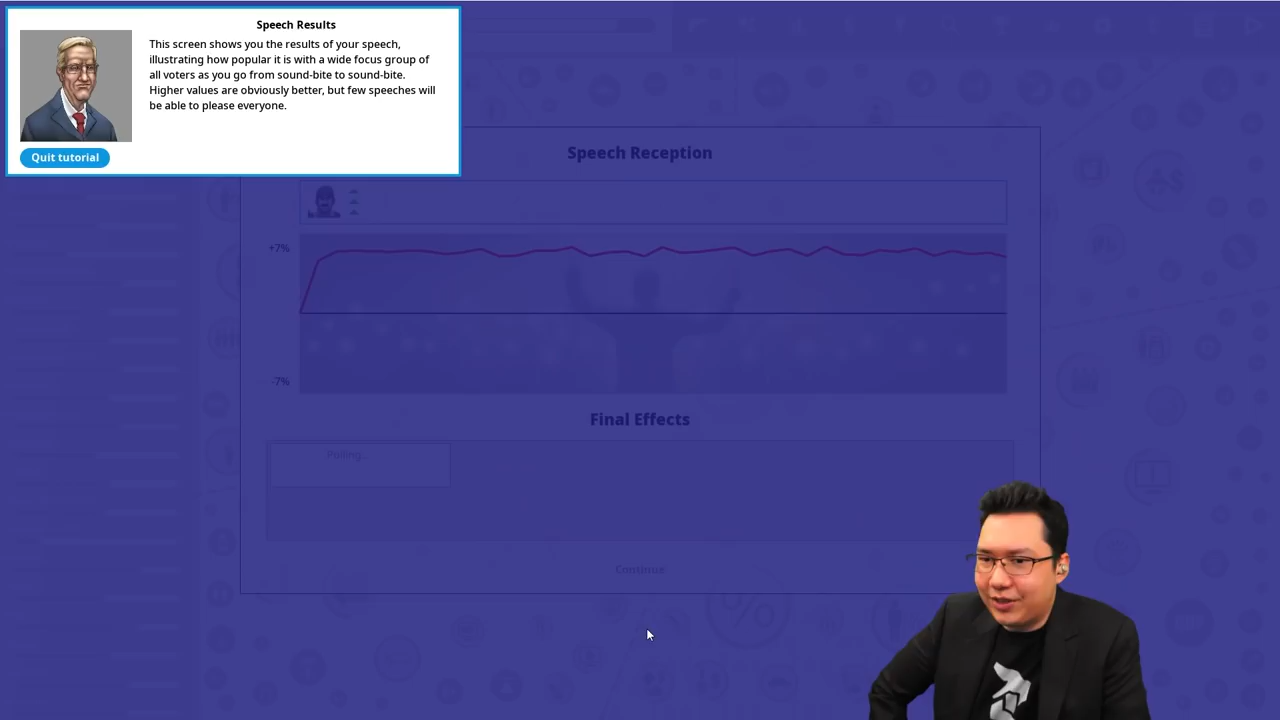 Speech Results
This screen shows you the results of your speech,
illustrating how popular it is with a wide focus group of
all voters as you go from sound-bite to sound-bite.
Higher values are obviously better, but few speeches will
be able to please everyone.
Quit tutorial
Speech Reception
+7%
-7%
Final Effects
Polling:
Continue